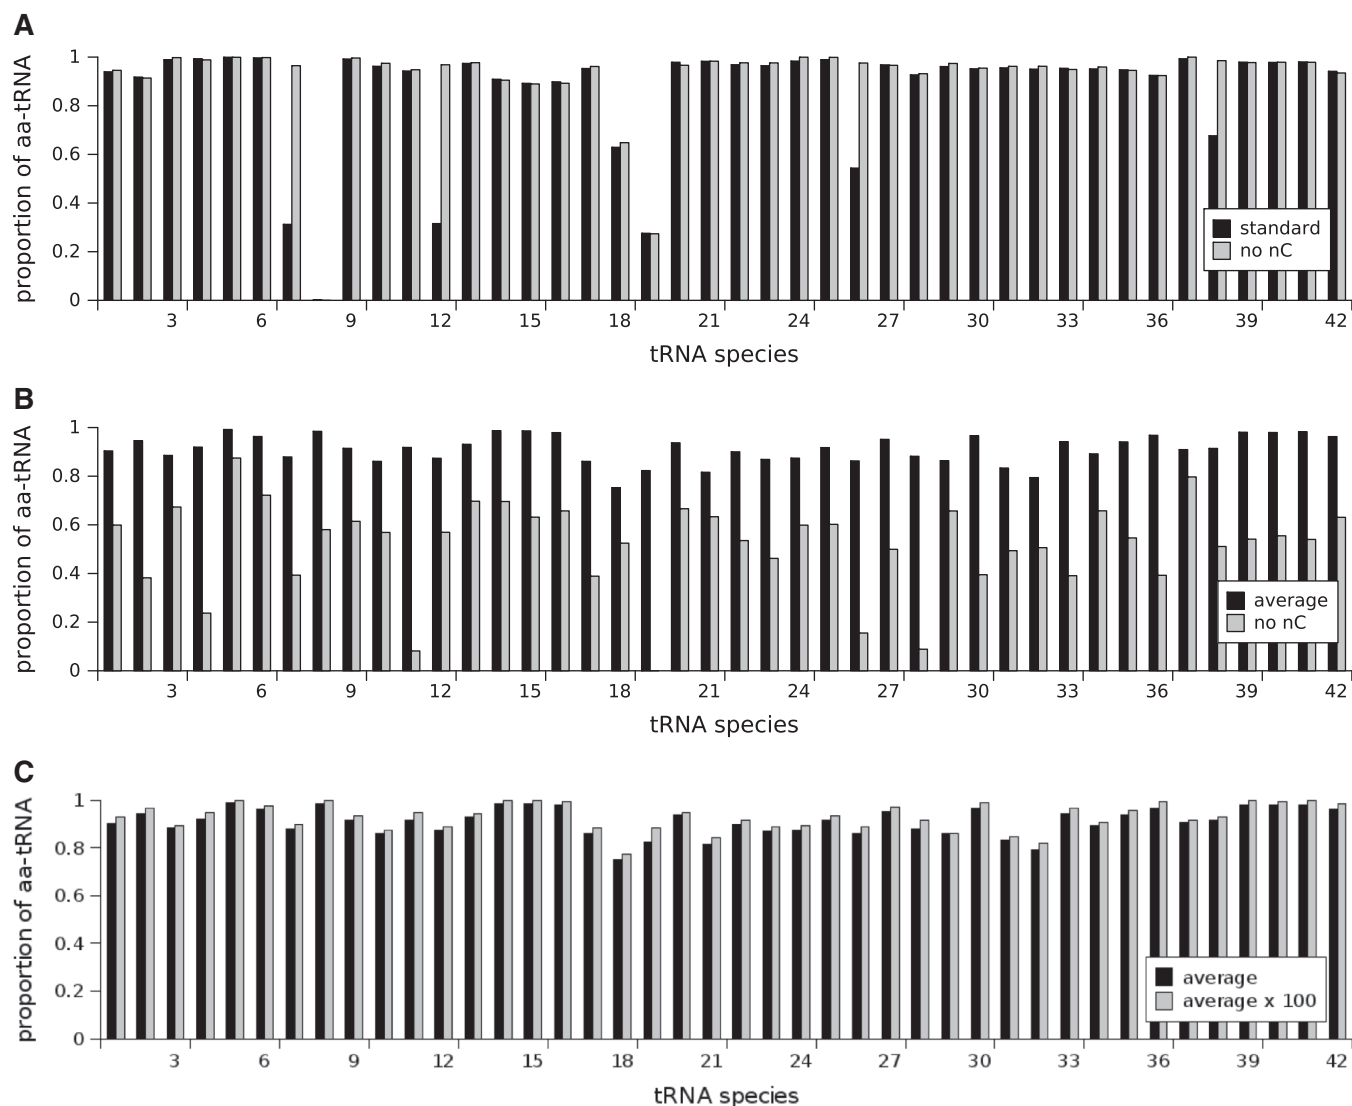 A
proportion of aa-tRNA
1
0.8
0.6
0.4
0.2
0
3 6 9 12 15 18 21 24 27 30 33 36 39 42
tRNA species
standard
no nC
B
proportion of aa-tRNA
1
0.8
0.6
0.4
0.2
0
3 6 9 12 15 18 21 24 27 30 33 36 39 42
tRNA species
average
no nC
C
proportion of aa-tRNA
1
0.8
0.6
0.4
0.2
0
3 6 9 12 15 18 21 24 27 30 33 36 39 42
tRNA species
average
average x 100